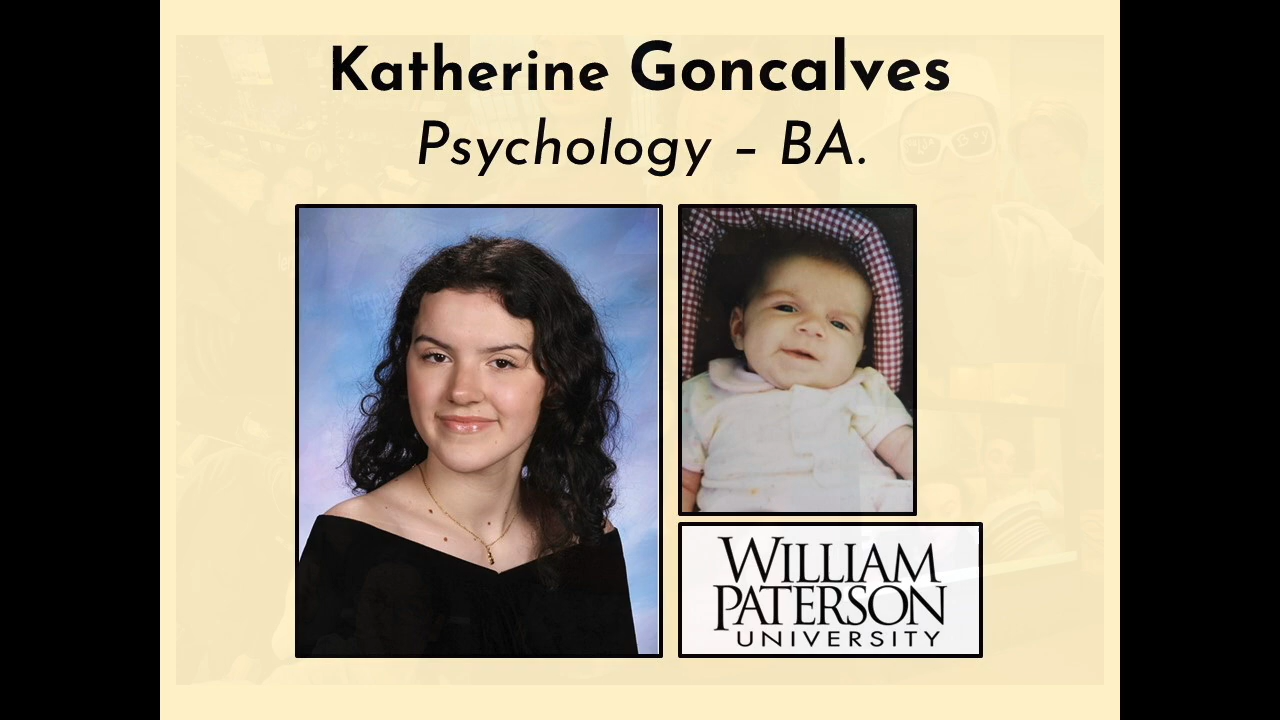 Katherine Goncalves
Psychology – BA.
WILLIAM
PATERSON
UNIVERSITY